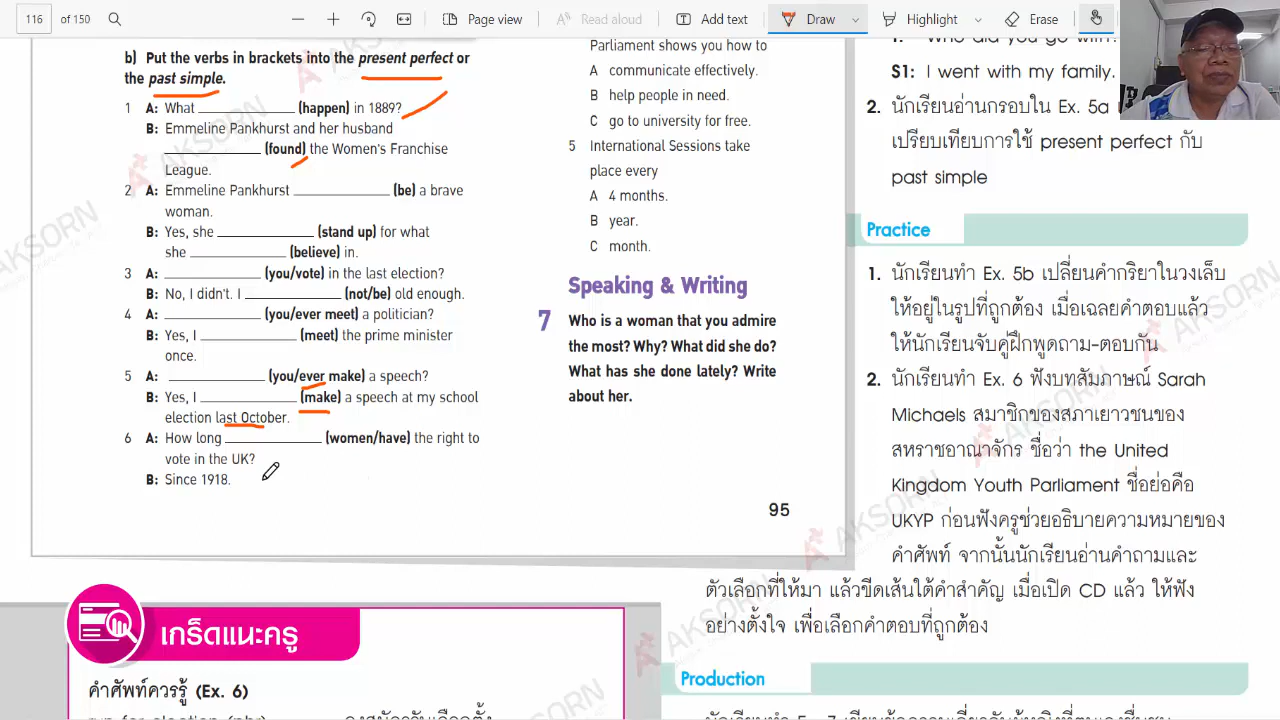 116 of 150 Page view Read aloud Add text Draw Highlight Erase
b) Put the verbs in brackets into the present perfect or
the past simple.
1 A: What ____________ (happen) in 1889?
B: Emmeline Pankhurst and her husband
____________ (found) the Women's Franchise
League.
2 A: Emmeline Pankhurst ____________ (be) a brave
woman.
B: Yes, she ____________ (stand up) for what
she ____________ (believe) in.
3 A: ____________ (you/vote) in the last election?
B: No, I didn't. I ____________ (not/be) old enough.
4 A: ____________ (you/ever meet) a politician?
B: Yes, I ____________ (meet) the prime minister
once.
5 A: ____________ (you/ever make) a speech?
B: Yes, I ____________ (make) a speech at my school
election last October.
6 A: How long ____________ (women/have) the right to
vote in the UK?
B: Since 1918.
Parliament shows you how to
A communicate effectively.
B help people in need.
C go to university for free.
5 International Sessions take
place every
A 4 months.
B year.
C month.
Speaking & Writing
7 Who is a woman that you admire
the most? Why? What did she do?
What has she done lately? Write
about her.
95
S1: I went with my family.
2. นักเรียนอ่านกรอบใน Ex. 5a
เปรียบเทียบการใช้ present perfect กับ
past simple
Practice
1. นักเรียนทำ Ex. 5b เปลี่ยนคำกริยาในวงเล็บ
ให้อยู่ในรูปที่ถูกต้อง เมื่อเฉลยคำตอบแล้ว
ให้นักเรียนจับคู่ฝึกพูดถาม-ตอบกัน
2. นักเรียนทำ Ex. 6 ฟังบทสัมภาษณ์ Sarah
Michaels สมาชิกของสภาเยาวชนของ
สหราชอาณาจักร ชื่อว่า the United
Kingdom Youth Parliament ชื่อย่อคือ
UKYP ก่อนฟังครูช่วยอธิบายความหมายของ
คำศัพท์ จากนั้นนักเรียนอ่านคำถามและ
ตัวเลือกที่ให้มา แล้วขีดเส้นใต้คำสำคัญ เมื่อเปิด CD แล้ว ให้ฟัง
อย่างตั้งใจ เพื่อเลือกคำตอบที่ถูกต้อง
Production
เกร็ดแนะครู
คำศัพท์ควรรู้ (Ex. 6)
AKSORN